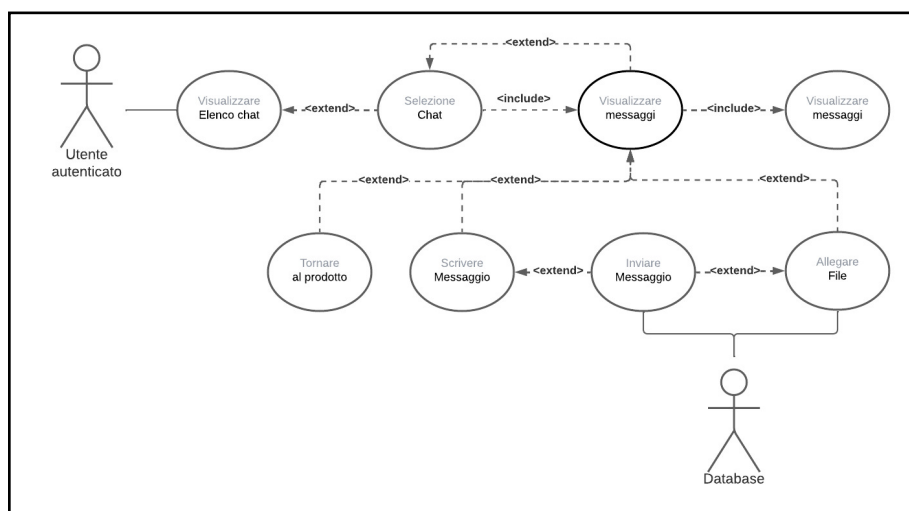 <extend>
Visualizzare
Elenco chat
<extend>
Selezione
Chat
<include>
Visualizzare
messaggi
<include>
Visualizzare
messaggi
Utente
autenticato
<extend>
<extend>
<extend>
Tornare
al prodotto
Scrivere
Messaggio
<extend>
Inviare
Messaggio
<extend>
Allegare
File
Database